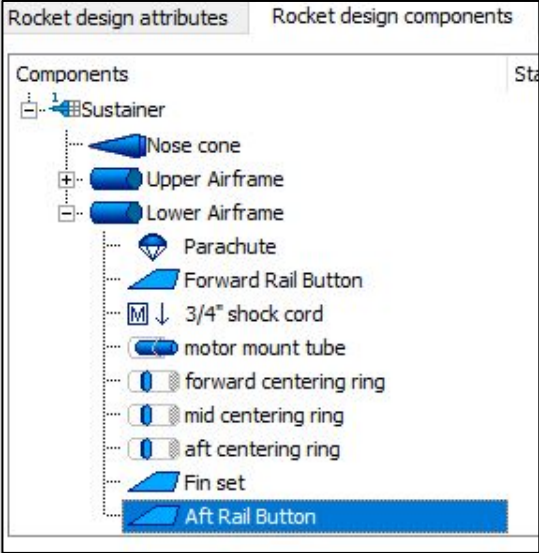 Rocket design attributes Rocket design components
Components Sta
1
Sustainer
Nose cone
Upper Airframe
Lower Airframe
Parachute
Forward Rail Button
M 3/4" shock cord
motor mount tube
forward centering ring
mid centering ring
aft centering ring
Fin set
Aft Rail Button